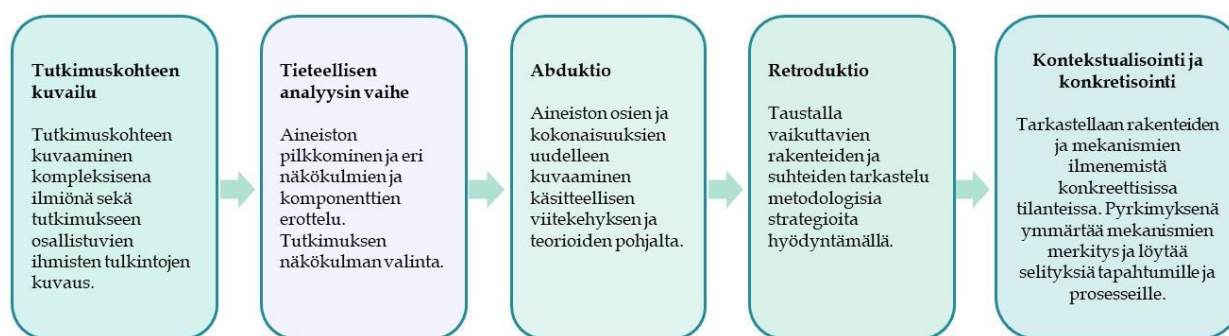 Tutkimuskohteen
kuvailu
Tutkimuskohteen
kuvaaminen
kompleksisena
ilmiönä sekä
tutkimukseen
osallistuvien
ihmisten tulkintojen
kuvaus.
Tieteellisen
analyysin vaihe
Aineiston
pilkkominen ja eri
näkökulmien ja
komponenttien
erottelu.
Tutkimuksen
näkökulman valinta.
Abduktio
Aineiston osien ja
kokonaisuuksien
uudelleen
kuvaaminen
käsitteellisen
viitekehyksen ja
teorioiden pohjalta.
Retroduktio
Taustalla
vaikuttavien
rakenteiden ja
suhteiden tarkastelu
metodologisia
strategioita
hyödyntämällä.
Kontekstualisointi ja
konkretisointi
Tarkastellaan rakenteiden
ja mekanismien
ilmenemistä
konkreettisissa
tilanteissa. Pyrkimyksenä
ymmärtää mekanismien
merkitys ja löytää
selityksiä tapahtumille ja
prosesseille.